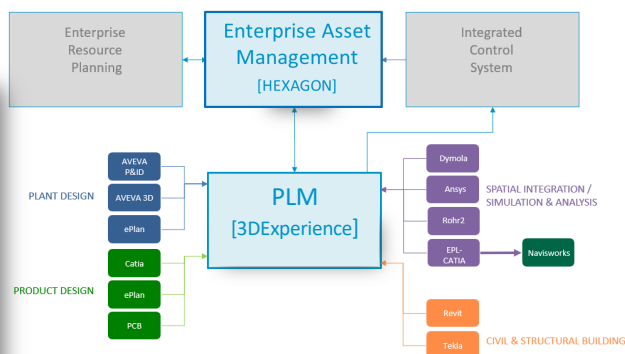 Enterprise
Resource
Planning
Enterprise Asset
Management
[HEXAGON]
Integrated
Control
System
PLANT DESIGN
AVEVA
P&ID
AVEVA 3D
ePlan
PRODUCT DESIGN
Catia
ePlan
PCB
PLM
[3DExperience]
Dymola
Ansys
Rohr2
EPL-
CATIA
Navisworks
SPATIAL INTEGRATION /
SIMULATION & ANALYSIS
Revit
Tekla
CIVIL & STRUCTURAL BUILDING